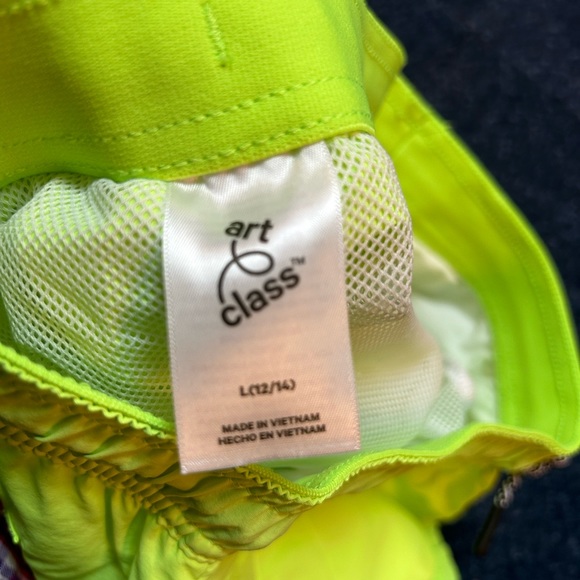 art
class™
L(12/14)
MADE IN VIETNAM
HECHO EN VIETNAM